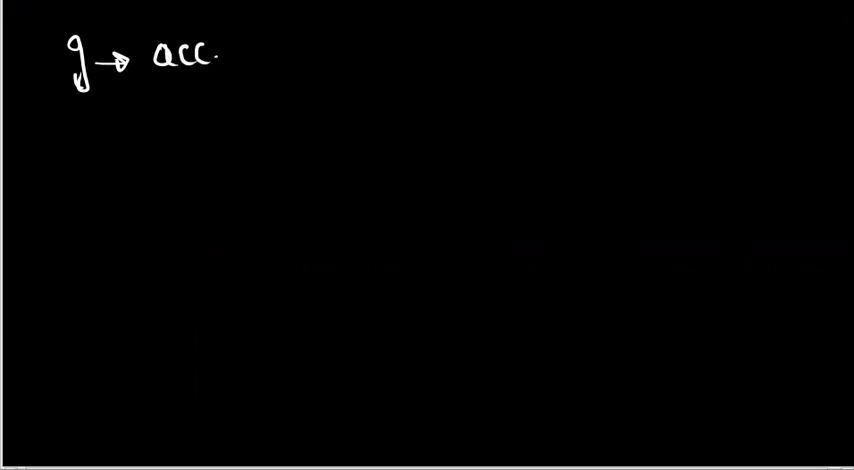 g → acc.